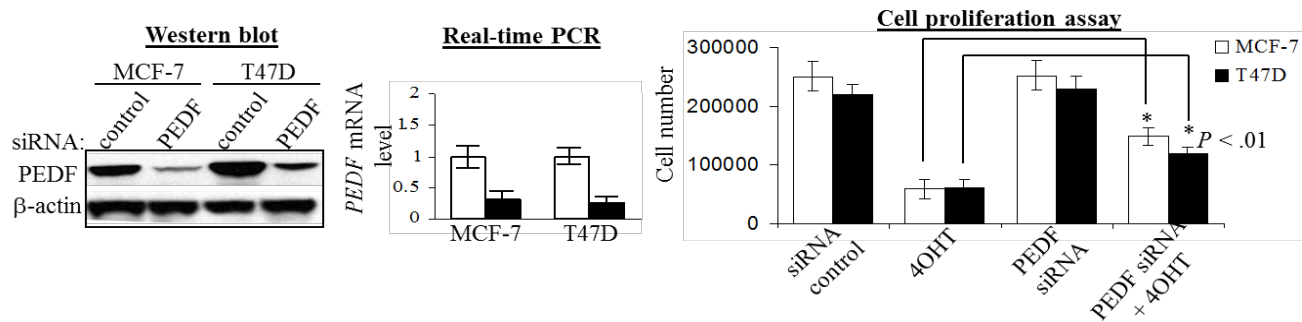 Western blot
MCF-7 T47D
siRNA: control PEDF control PEDF
PEDF
β-actin
Real-time PCR
PEDF mRNA
level
2
1.5
1
0.5
0
MCF-7 T47D
Cell proliferation assay
Cell number
300000
200000
100000
0
MCF-7
T47D
* * P < .01
siRNA
control
4OHT
PEDF
siRNA
PEDF siRNA
+ 4OHT